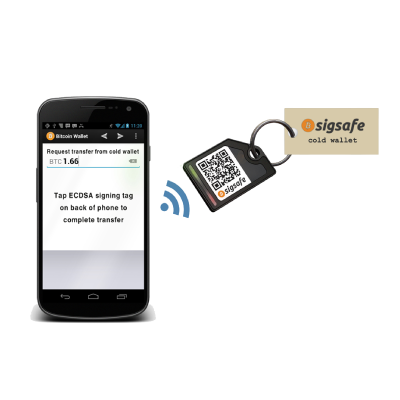 11:28
Bitcoin Wallet
Request transfer from cold wallet
BTC 1.66
Tap ECDSA signing tag
on back of phone to
complete transfer
sigsafe
sigsafe
cold wallet